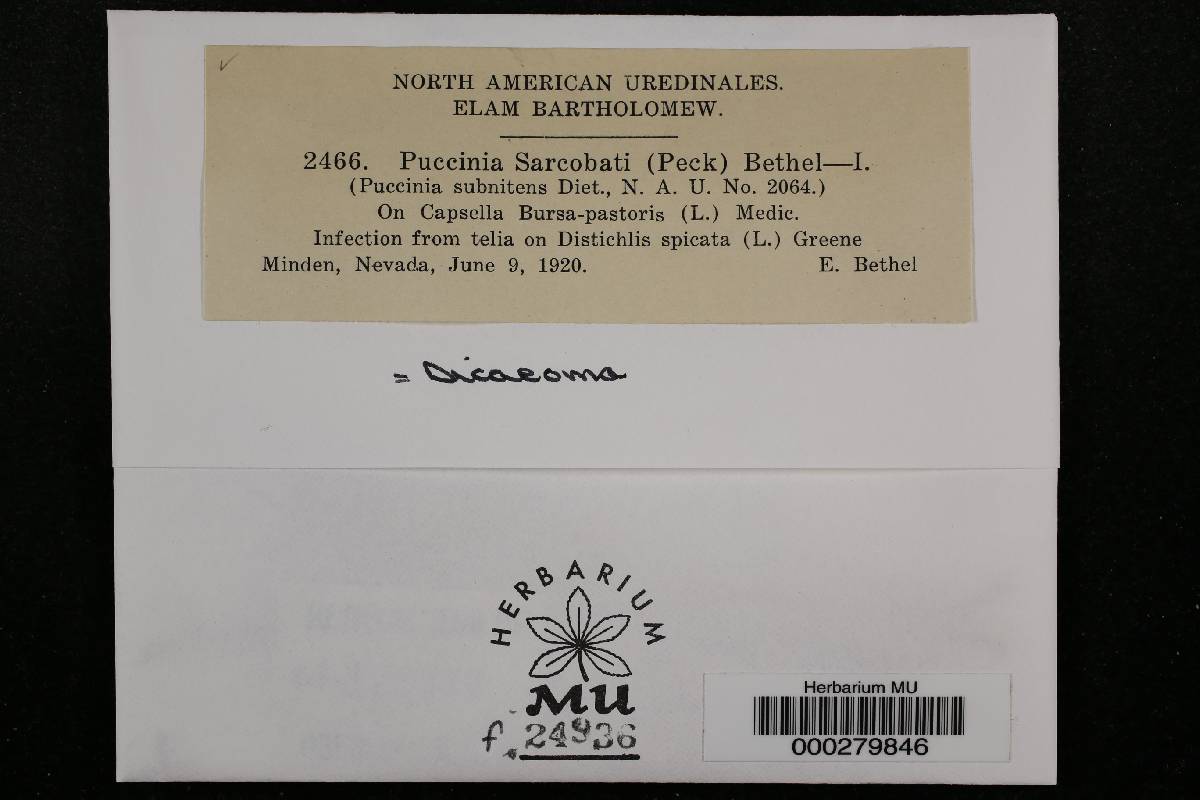 NORTH AMERICAN UREDINALES.
ELAM BARTHOLOMEW.
2466. Puccinia Sarcobati (Peck) Bethel—I.
(Puccinia subnitens Diet., N. A. U. No. 2064.)
On Capsella Bursa-pastoris (L.) Medic.
Infection from telia on Distichlis spicata (L.) Greene
Minden, Nevada, June 9, 1920. E. Bethel
= Dicaeoma
HERBARIUM
MU
f. 24936
Herbarium MU
000279846